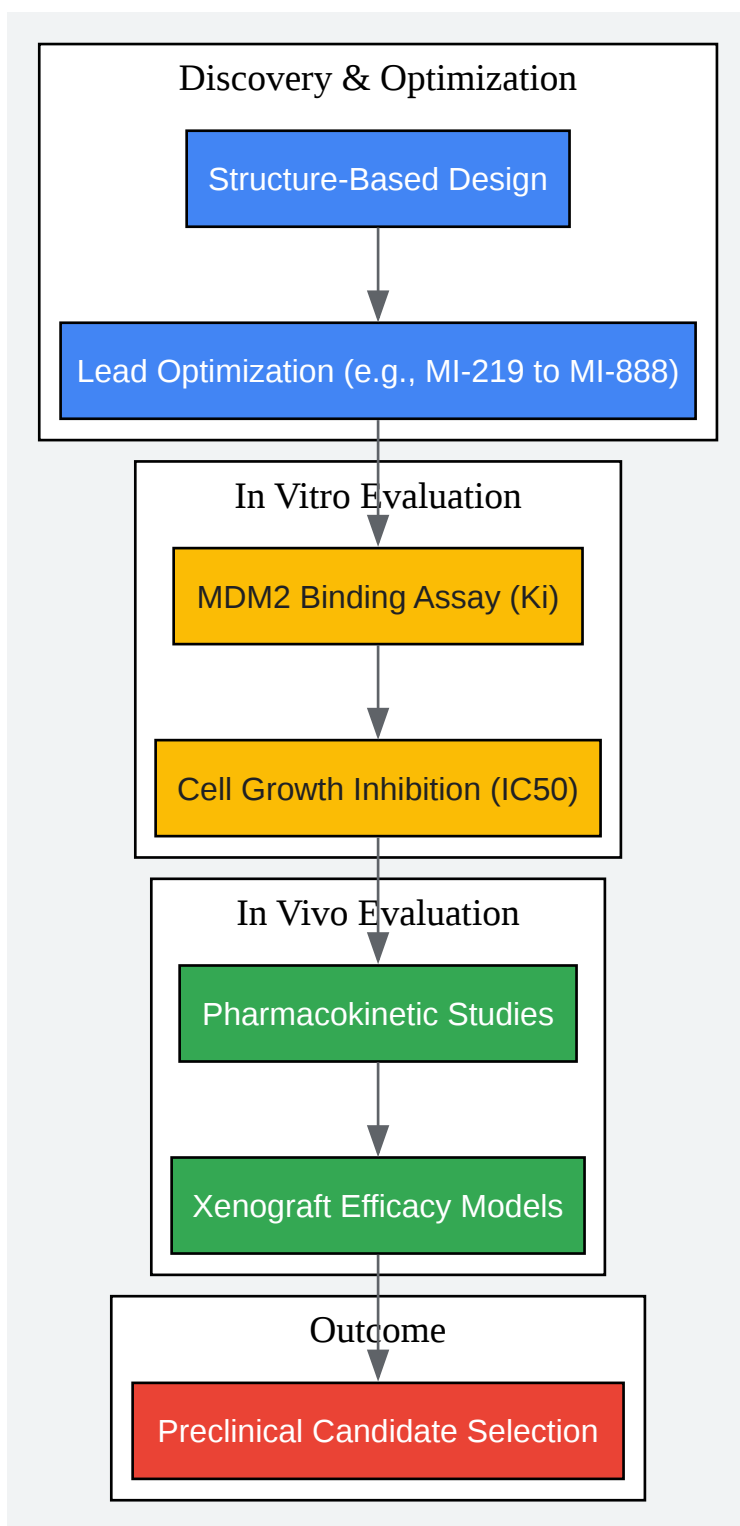 Discovery & Optimization
Structure-Based Design
Lead Optimization (e.g., MI-219 to MI-888)
In Vitro Evaluation
MDM2 Binding Assay (Ki)
Cell Growth Inhibition (IC50)
In Vivo Evaluation
Pharmacokinetic Studies
Xenograft Efficacy Models
Outcome
Preclinical Candidate Selection